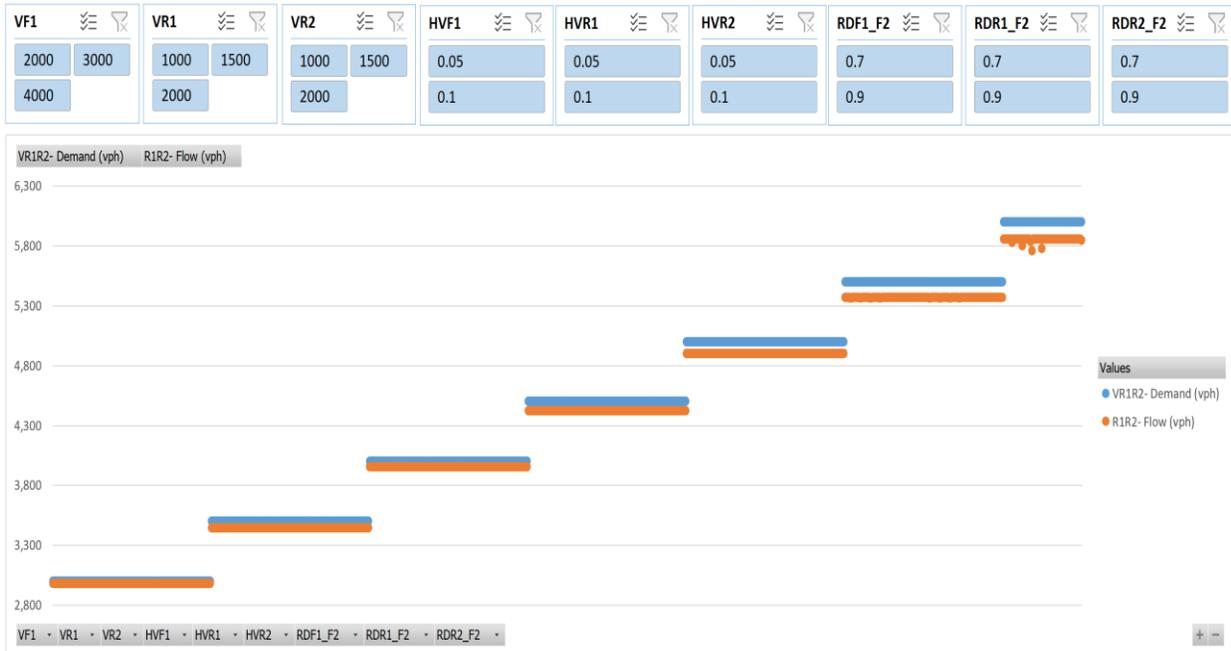 VF1 VR1 VR2 HVF1 HVR1 HVR2 RDF1_F2 RDR1_F2 RDR2_F2
2000 3000 1000 1500 1000 1500 0.05 0.05 0.05 0.7 0.7 0.7
4000 2000 2000 0.1 0.1 0.1 0.9 0.9 0.9
VR1R2- Demand (vph) R1R2- Flow (vph)
6,300
5,800
5,300
4,800
4,300
3,800
3,300
2,800
Values
VR1R2- Demand (vph)
R1R2- Flow (vph)
VF1 VR1 VR2 HVF1 HVR1 HVR2 RDF1_F2 RDR1_F2 RDR2_F2
+ −